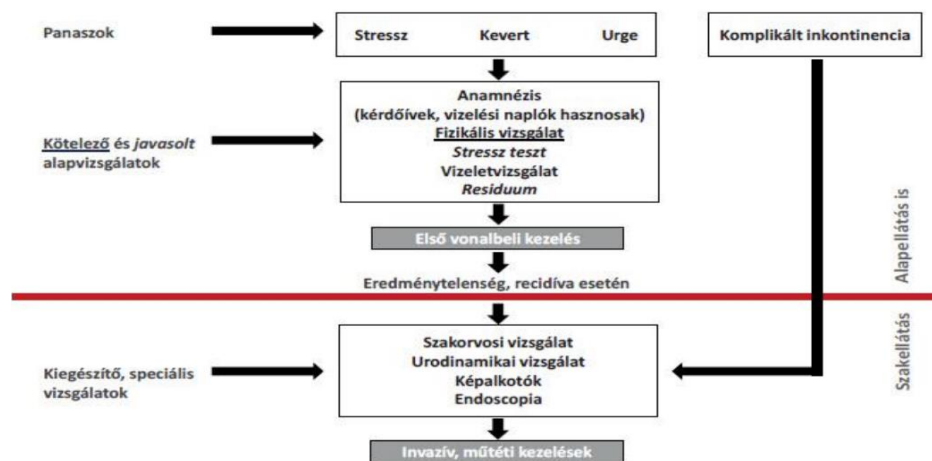 Panaszok
Stressz Kevert Urge
Komplikált inkontinencia
Anamnézis
(kérdőívek, vizelési naplók hasznosak)
Fizikális vizsgálat
Stressz teszt
Vizeletvizsgálat
Residuum
Kötelező és javasolt
alapvizsgálatok
Első vonalbeli kezelés
Eredménytelenség, recidíva esetén
Alapellátás is
Szakellátás
Szakorvosi vizsgálat
Urodinamikai vizsgálat
Képalkotók
Endoscopia
Kiegészítő, speciális
vizsgálatok
Invazív, műtéti kezelések